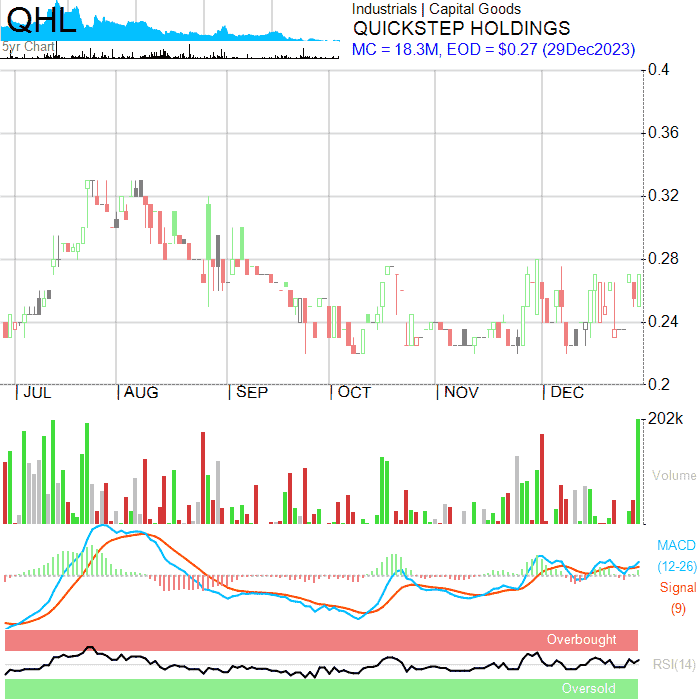 QHL
5yr Chart
Industrials | Capital Goods
QUICKSTEP HOLDINGS
MC = 18.3M, EOD = $0.27 (29Dec2023)
0.4
0.36
0.32
0.28
0.24
0.2
JUL AUG SEP OCT NOV DEC
202k
Volume
MACD
(12-26)
Signal
(9)
Overbought
RSI(14)
Oversold